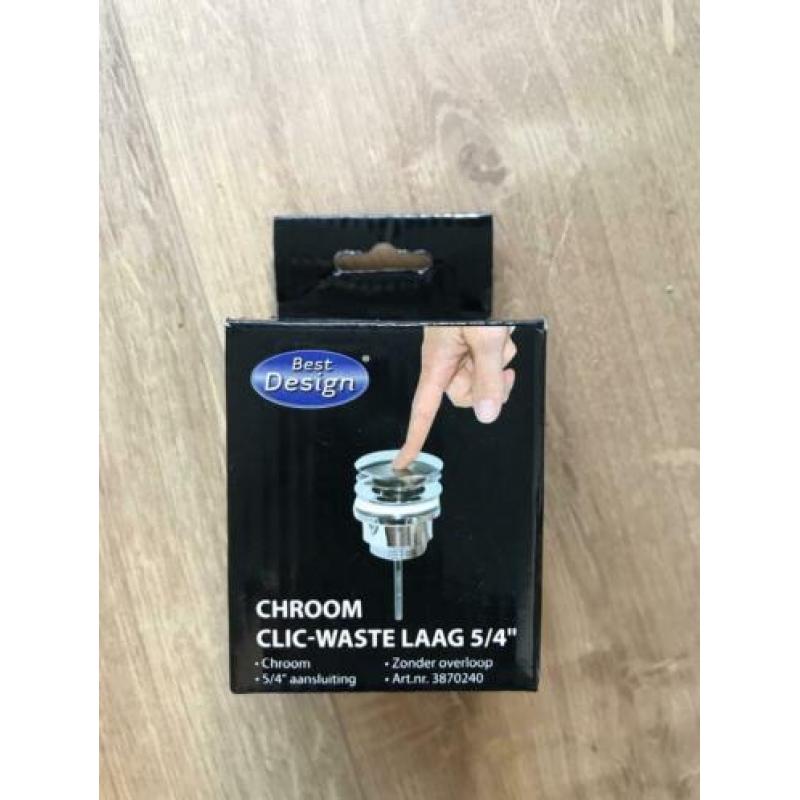 Best
Design
®
CHROOM
CLIC-WASTE LAAG 5/4"
• Chroom
• Zonder overloop
• 5/4" aansluiting
• Art.nr. 3870240